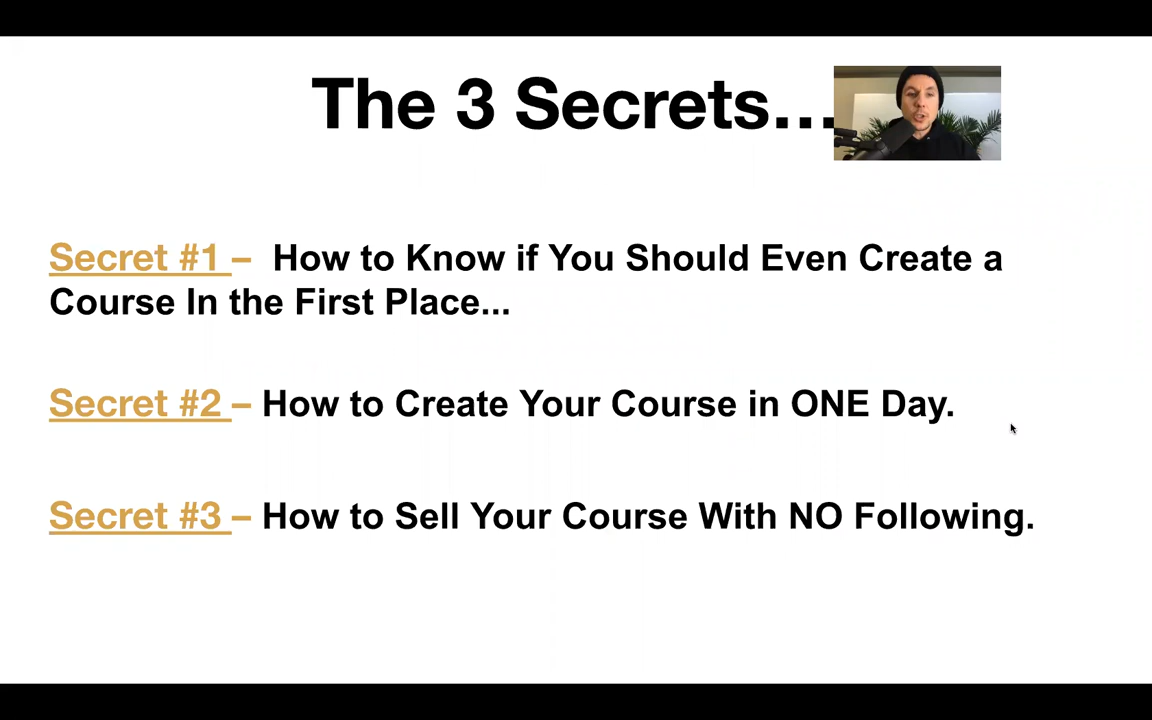 The 3 Secrets...
Secret #1 – How to Know if You Should Even Create a
Course In the First Place...
Secret #2 – How to Create Your Course in ONE Day.
Secret #3 – How to Sell Your Course With NO Following.